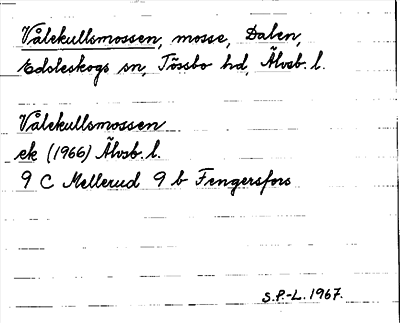 Vålekullsmossen, mosse, Dalen,
Edsleskogs sn, Tössbo hd, Älvsb. l.
Vålekullsmossen
ek (1966) Älvsb. l.
9 C Mellerud 9 b Fengersfors
S.P.-L. 1967.